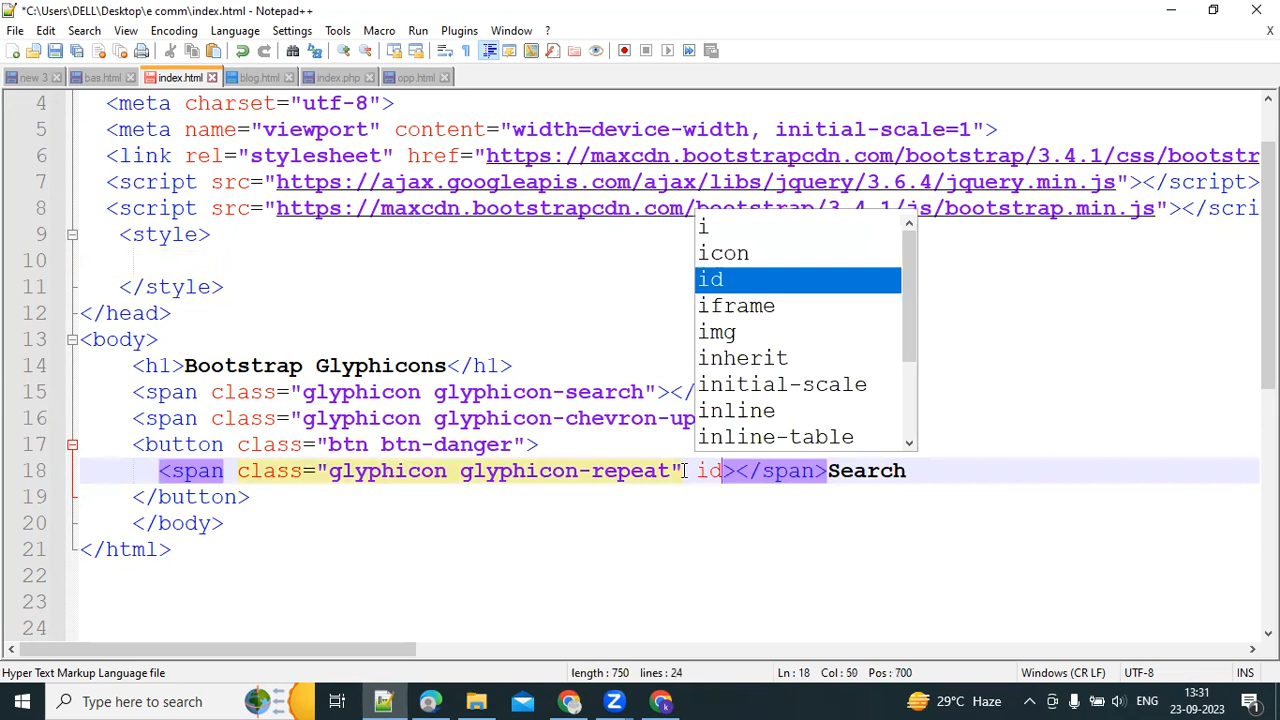 *C:\Users\DELL\Desktop\e comm\index.html - Notepad++
File Edit Search View Encoding Language Settings Tools Macro Run Plugins Window ? X
new 3 bas.html index.html blog.html index.php opp.html
4 <meta charset="utf-8">
5 <meta name="viewport" content="width=device-width, initial-scale=1">
6 <link rel="stylesheet" href="https://maxcdn.bootstrapcdn.com/bootstrap/3.4.1/css/bootstr
7 <script src="https://ajax.googleapis.com/ajax/libs/jquery/3.6.4/jquery.min.js"></script>
8 <script src="https://maxcdn.bootstrapcdn.com/bootstrap/3.4.1/js/bootstrap.min.js"></scri
9 <style>
10
11 </style>
12 </head>
13 <body>
14 <h1>Bootstrap Glyphicons</h1>
15 <span class="glyphicon glyphicon-search"></
16 <span class="glyphicon glyphicon-chevron-up
17 <button class="btn btn-danger">
18 <span class="glyphicon glyphicon-repeat" id></span>Search
19 </button>
20 </body>
21 </html>
22
23
24
i
icon
id
iframe
img
inherit
initial-scale
inline
inline-table
Hyper Text Markup Language file length : 750 lines : 24 Ln : 18 Col : 50 Pos : 700 Windows (CR LF) UTF-8 INS
Type here to search 29°C Haze ENG 13:31
23-09-2023 1